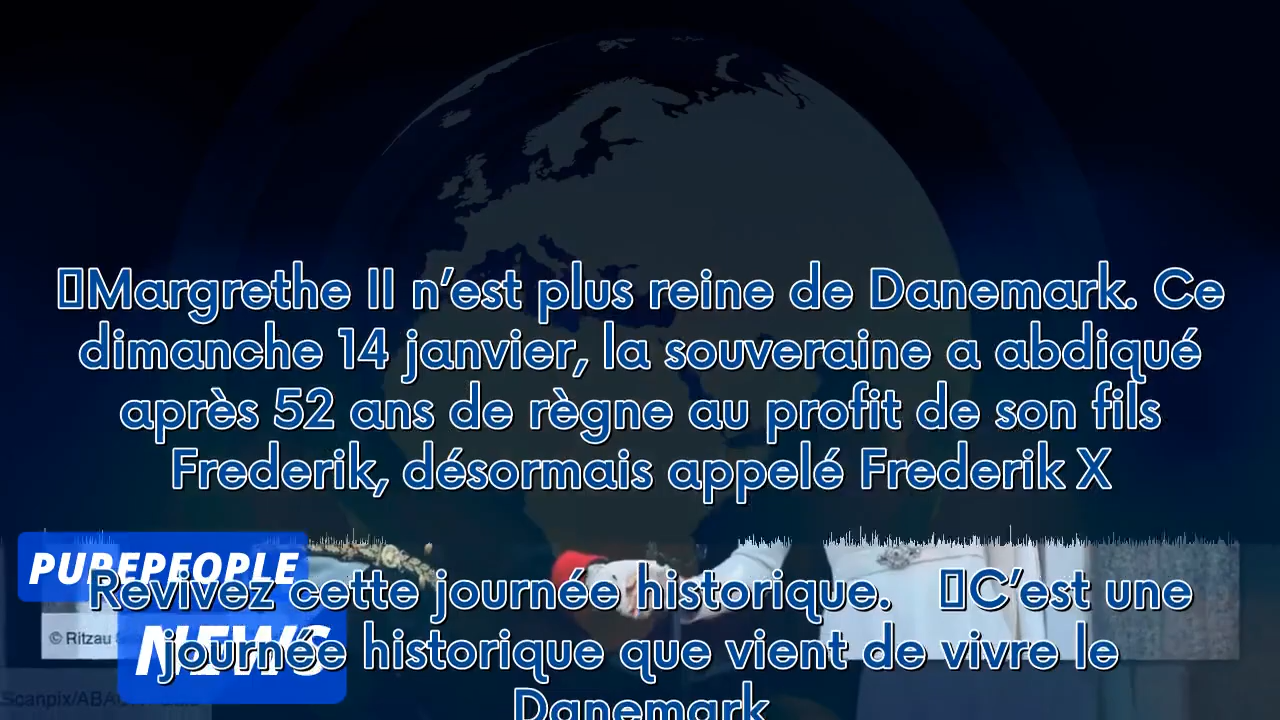 Margrethe II n’est plus reine de Danemark. Ce
dimanche 14 janvier, la souveraine a abdiqué
après 52 ans de règne au profit de son fils
Frederik, désormais appelé Frederik X
PUREPEOPLE
Revivez cette journée historique. C’est une
© Ritzau
NEWS
journée historique que vient de vivre le
Scanpix/ABACA
Danemark